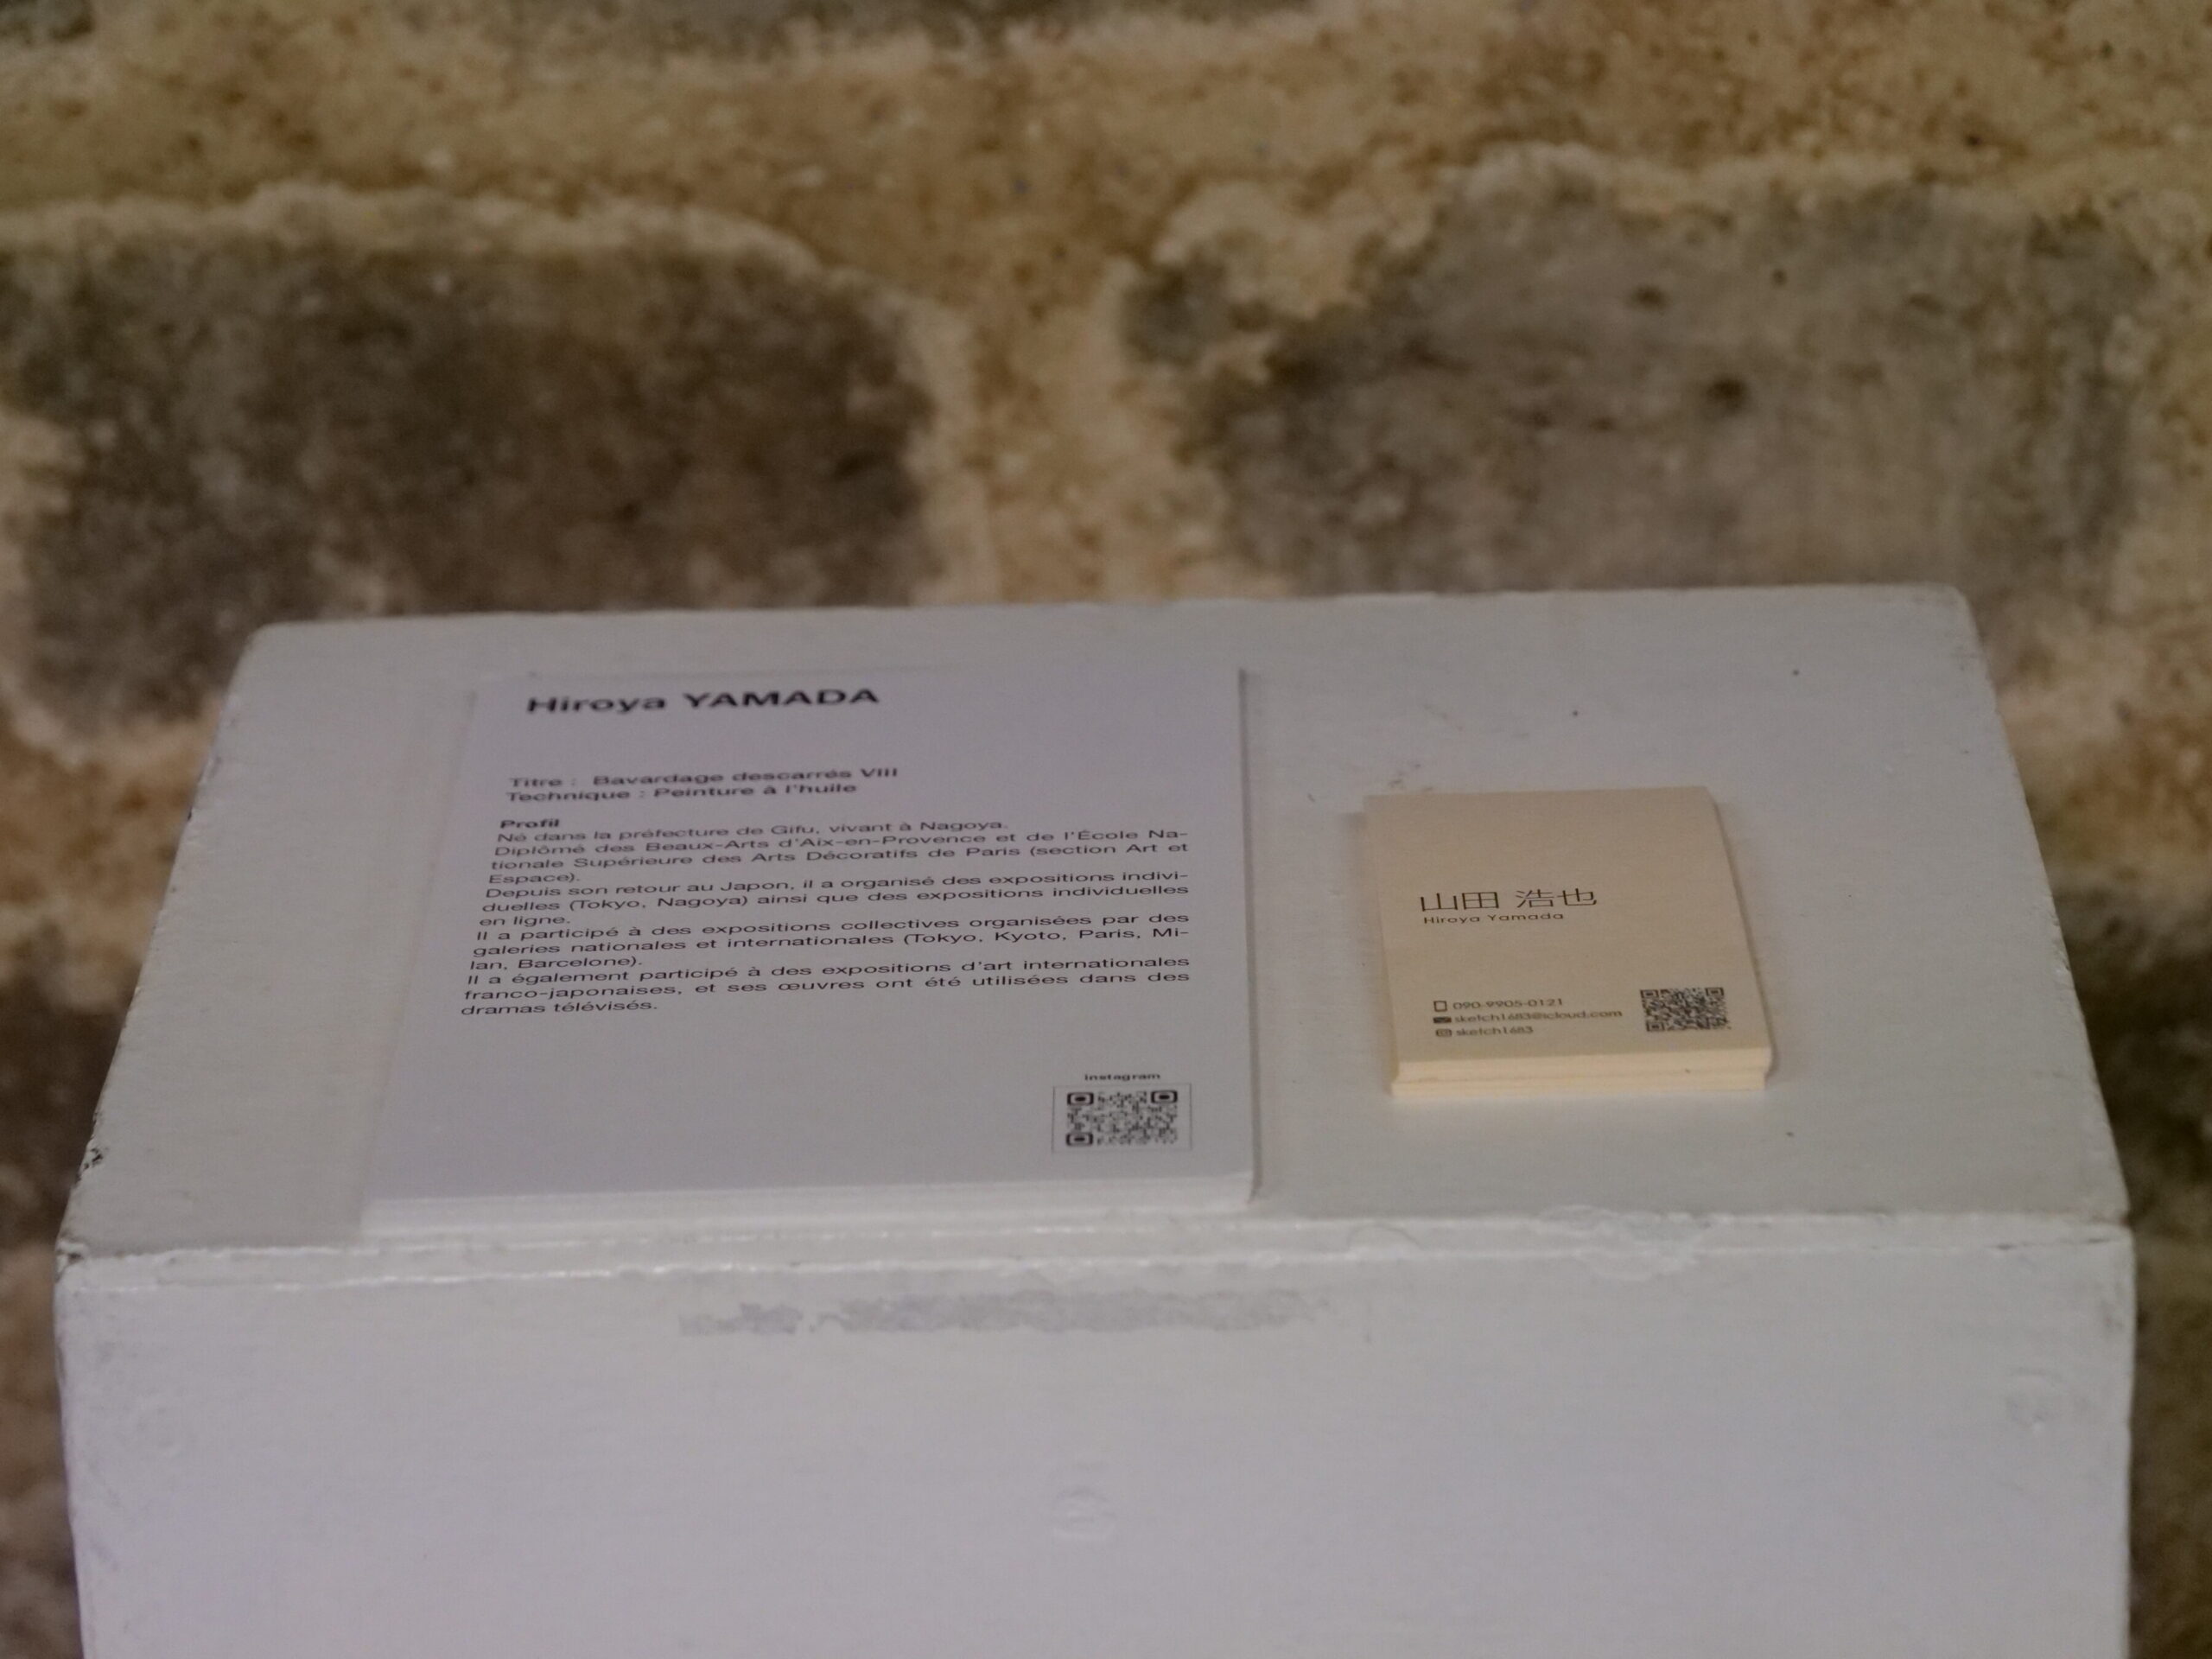 Hiroya YAMADA
Titre : Bavardage descarrés VIII
Technique : Peinture à l'huile
Profil
Né dans la préfecture de Gifu, vivant à Nagoya.
Diplômé des Beaux-Arts d'Aix-en-Provence et de l'École Na-
tionale Supérieure des Arts Décoratifs de Paris (section Art et
Espace).
Depuis son retour au Japon, il a organisé des expositions indivi-
duelles (Tokyo, Nagoya) ainsi que des expositions individuelles
en ligne.
Il a participé à des expositions collectives organisées par des
galeries nationales et internationales (Tokyo, Kyoto, Paris, Mi-
lan, Barcelone).
Il a également participé à des expositions d'art internationales
franco-japonaises, et ses œuvres ont été utilisées dans des
dramas télévisés.
instagram
山田 浩也
Hiroya Yamada
090-9905-0121
sketch1683@icloud.com
sketch1683